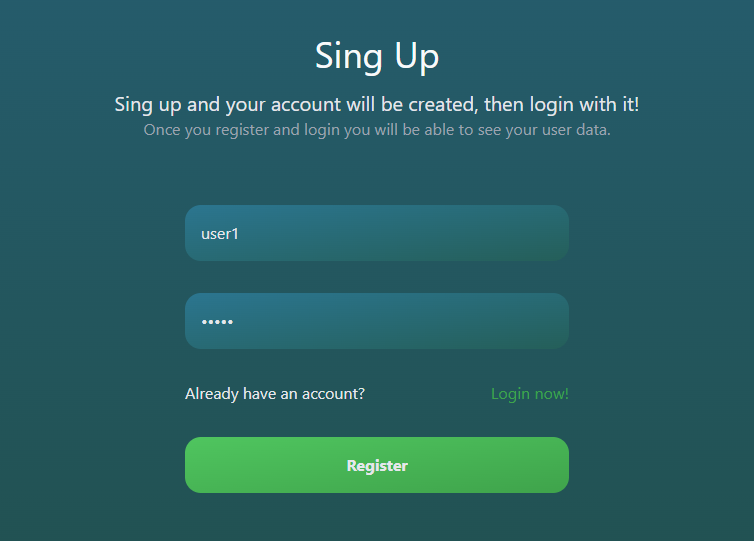 Sing Up
Sing up and your account will be created, then login with it!
Once you register and login you will be able to see your user data.
user1
•••••
Already have an account? Login now!
Register